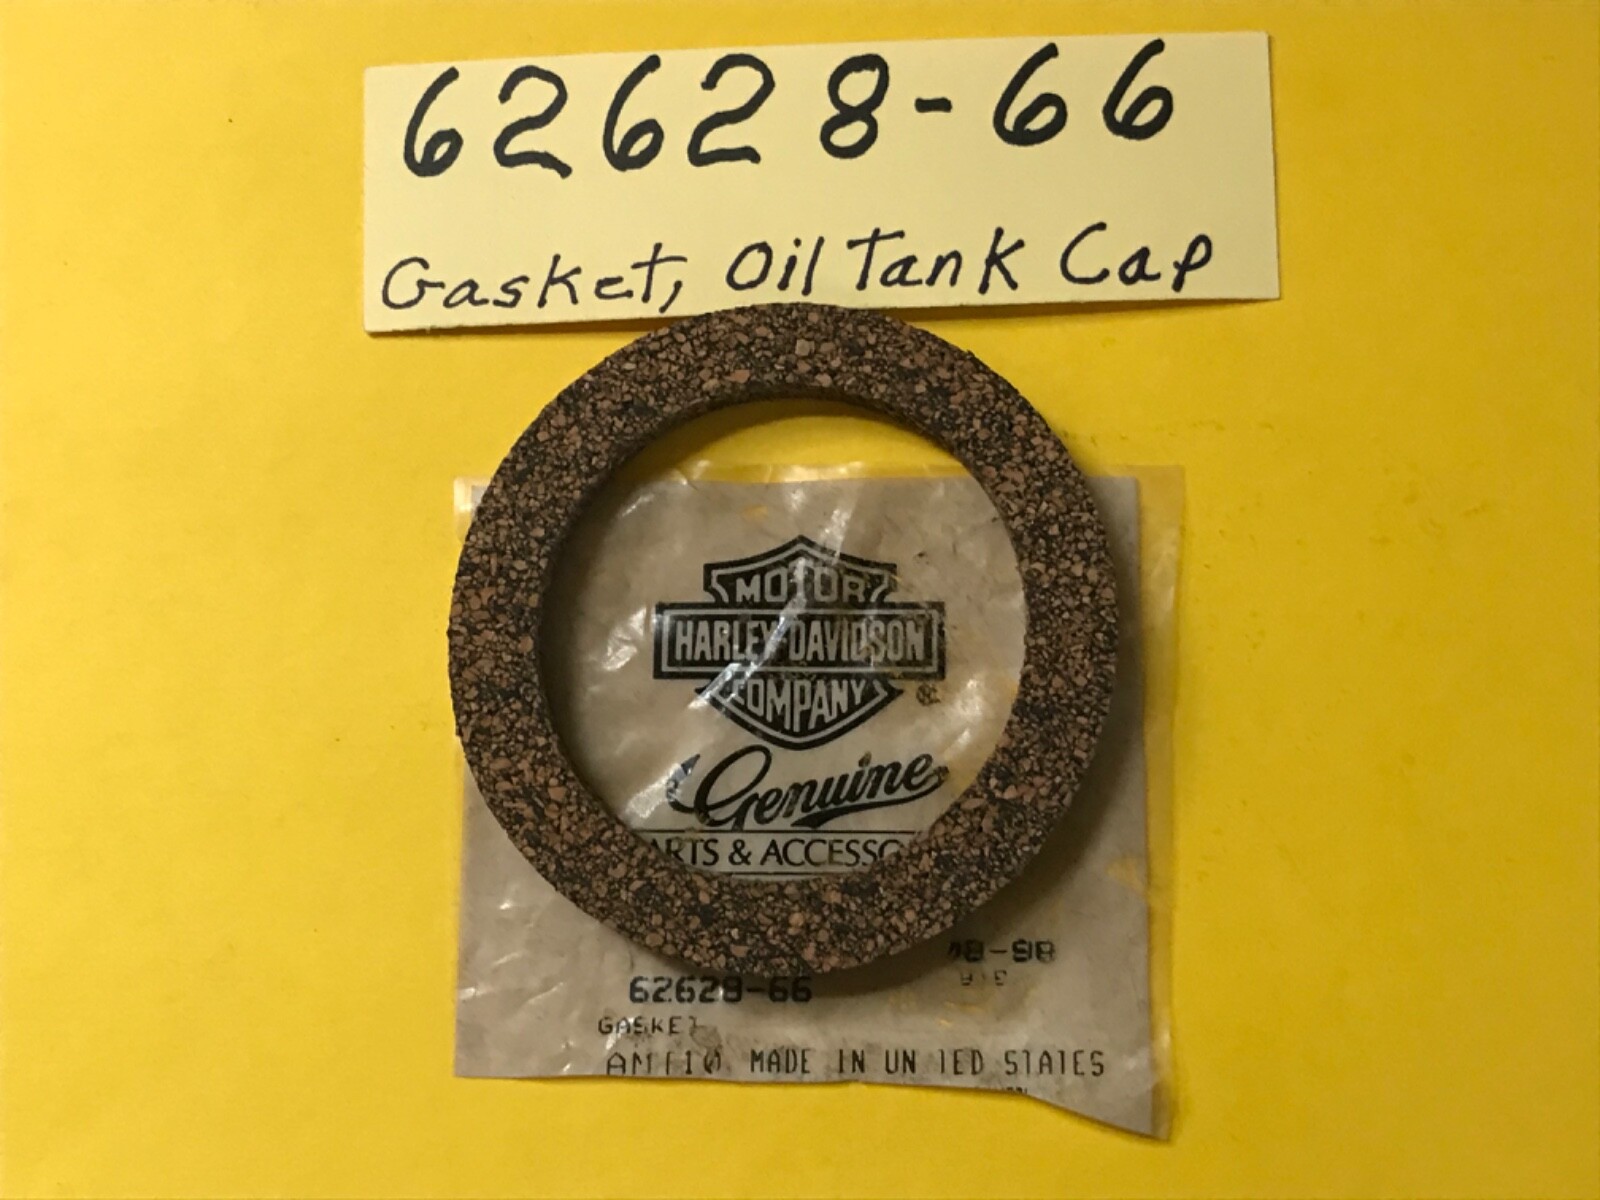 62628-66
Gasket, Oil Tank Cap
MOTOR
HARLEY-DAVIDSON
COMPANY
Genuine
ARTS & ACCESSO
62628-66
GASKET
MADE IN UN TED STATES